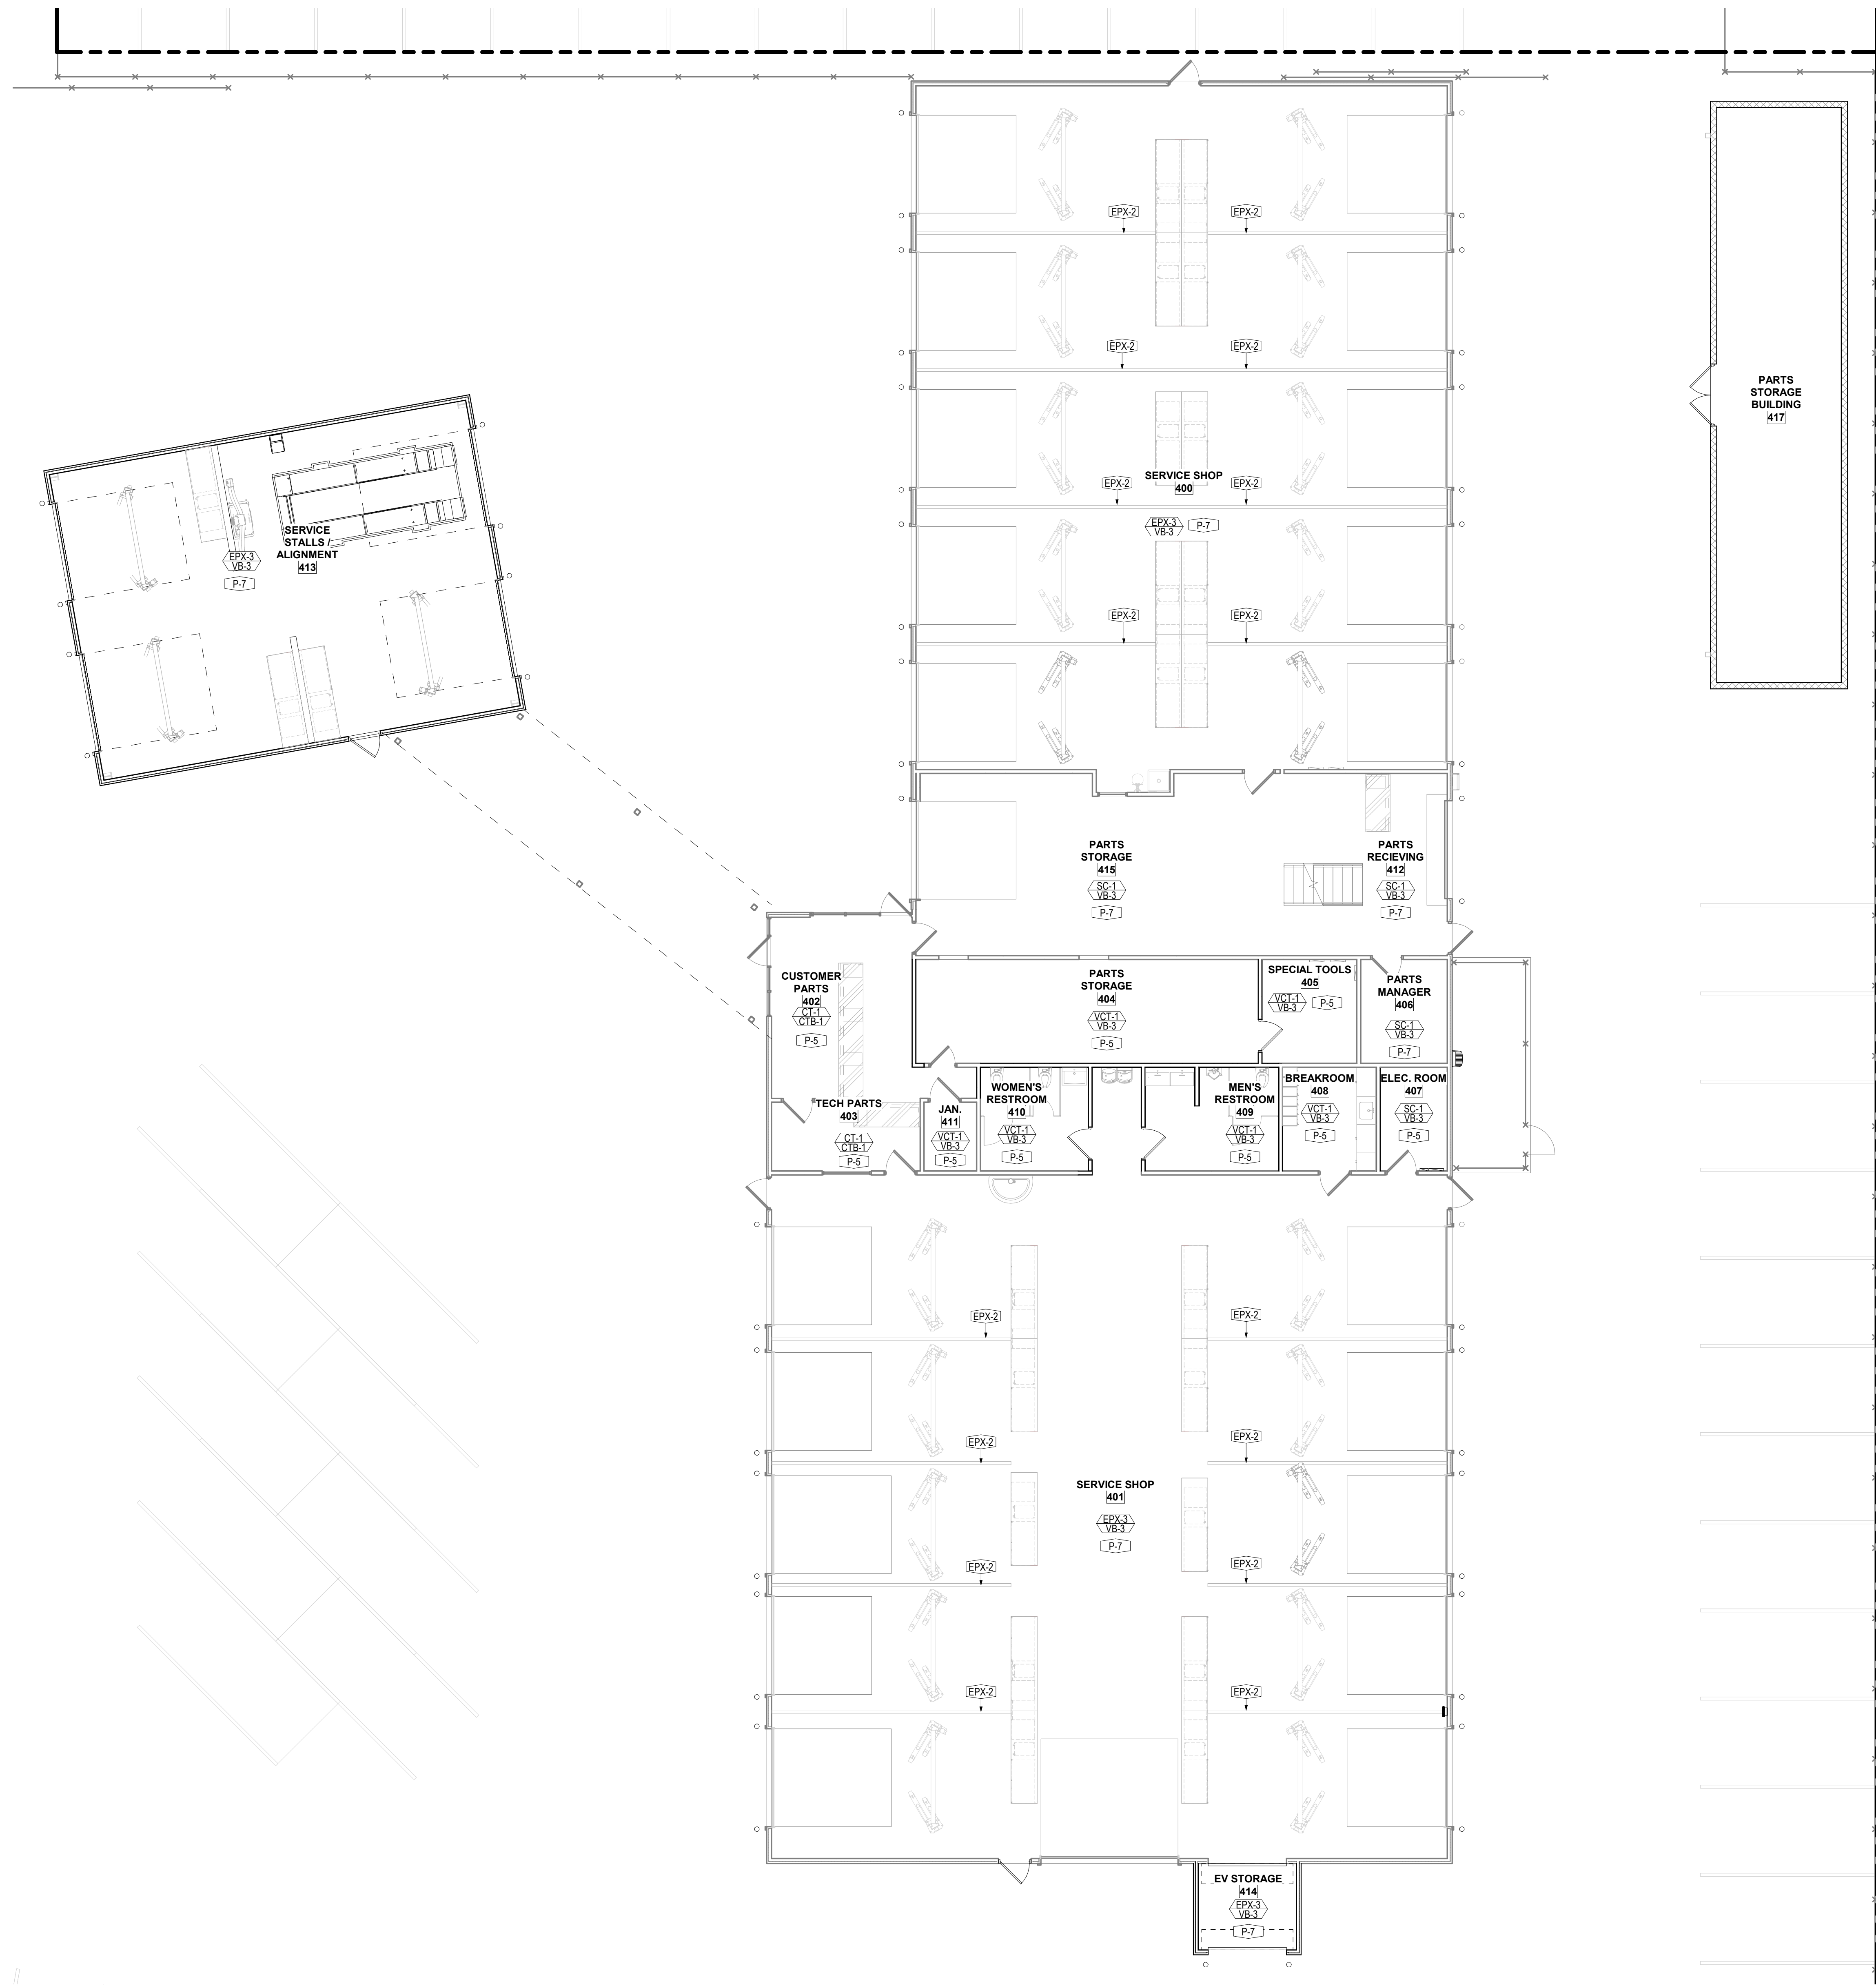 EPX-2
EPX-2
EPX-2
EPX-2
PARTS
STORAGE
BUILDING
417
SERVICE SHOP
400
EPX-2
EPX-2
EPX-3
VB-3
P-7
SERVICE
STALLS /
ALIGNMENT
413
EPX-3
VB-3
P-7
EPX-2
EPX-2
PARTS
STORAGE
415
SC-1
VB-3
P-7
PARTS
RECIEVING
412
SC-1
VB-3
P-7
CUSTOMER
PARTS
402
CT-1
CTB-1
P-5
PARTS
STORAGE
404
VCT-1
VB-3
P-5
SPECIAL TOOLS
405
VCT-1
VB-3
P-5
PARTS
MANAGER
406
SC-1
VB-3
P-7
TECH PARTS
403
CT-1
CTB-1
P-5
JAN.
411
VCT-1
VB-3
P-5
WOMEN'S
RESTROOM
410
VCT-1
VB-3
P-5
MEN'S
RESTROOM
409
VCT-1
VB-3
P-5
BREAKROOM
408
VCT-1
VB-3
P-5
ELEC. ROOM
407
SC-1
VB-3
P-5
EPX-2
EPX-2
EPX-2
EPX-2
SERVICE SHOP
401
EPX-3
VB-3
P-7
EPX-2
EPX-2
EPX-2
EPX-2
EV STORAGE
414
EPX-3
VB-3
P-7